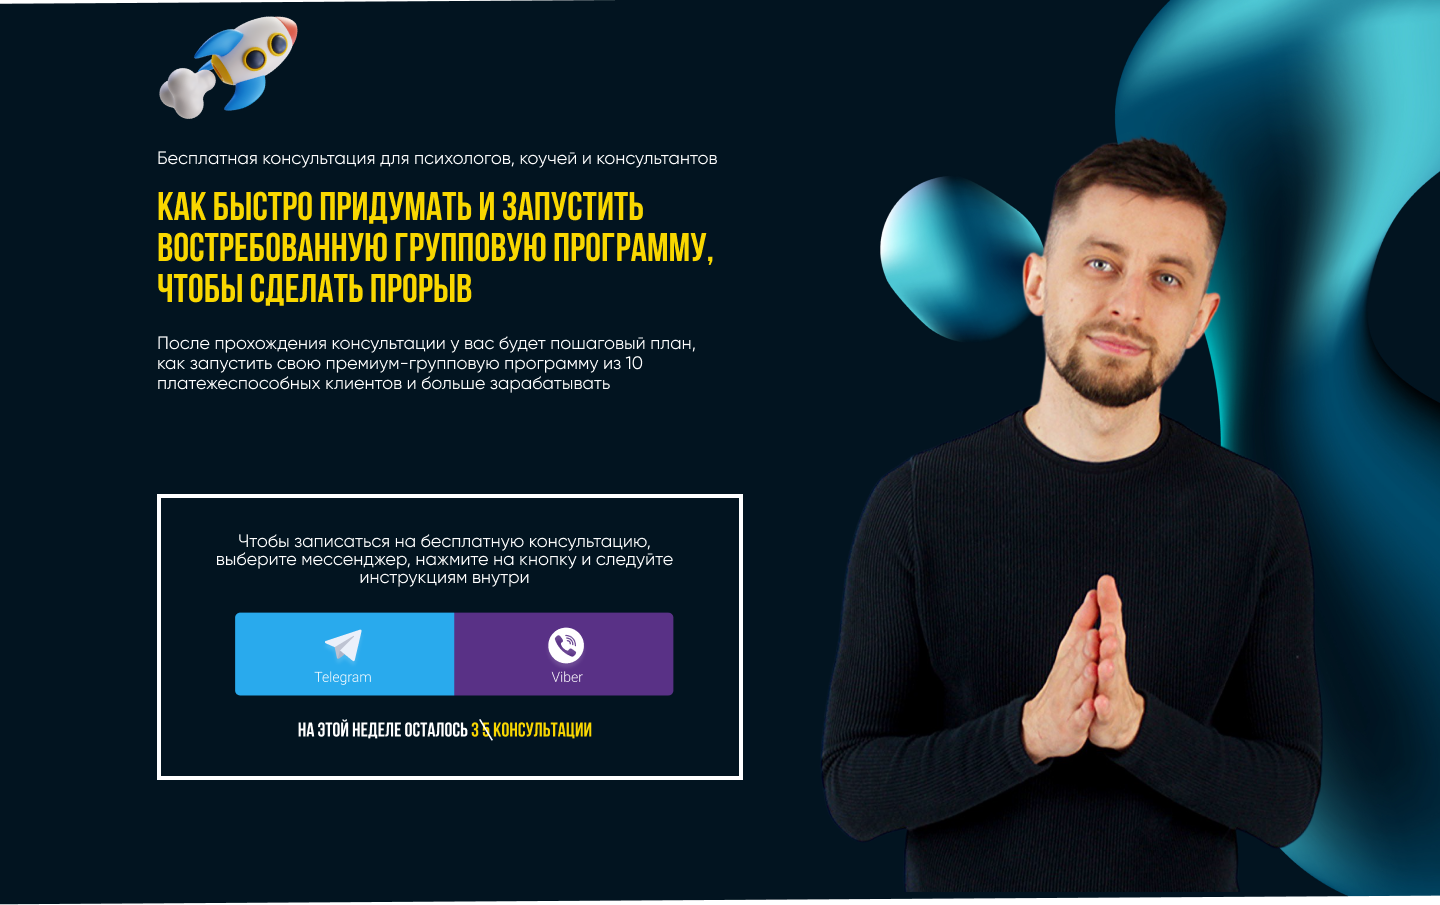 Бесплатная консультация для психологов, коучей и консультантов
КАК БЫСТРО ПРИДУМАТЬ И ЗАПУСТИТЬ
ВОСТРЕБОВАННУЮ ГРУППОВУЮ ПРОГРАММУ,
ЧТОБЫ СДЕЛАТЬ ПРОРЫВ
После прохождения консультации у вас будет пошаговый план,
как запустить свою премиум-групповую программу из 10
платежеспособных клиентов и больше зарабатывать
Чтобы записаться на бесплатную консультацию,
выберите мессенджер, нажмите на кнопку и следуйте
инструкциям внутри
Telegram
Viber
НА ЭТОЙ НЕДЕЛЕ ОСТАЛОСЬ 3 5 КОНСУЛЬТАЦИИ